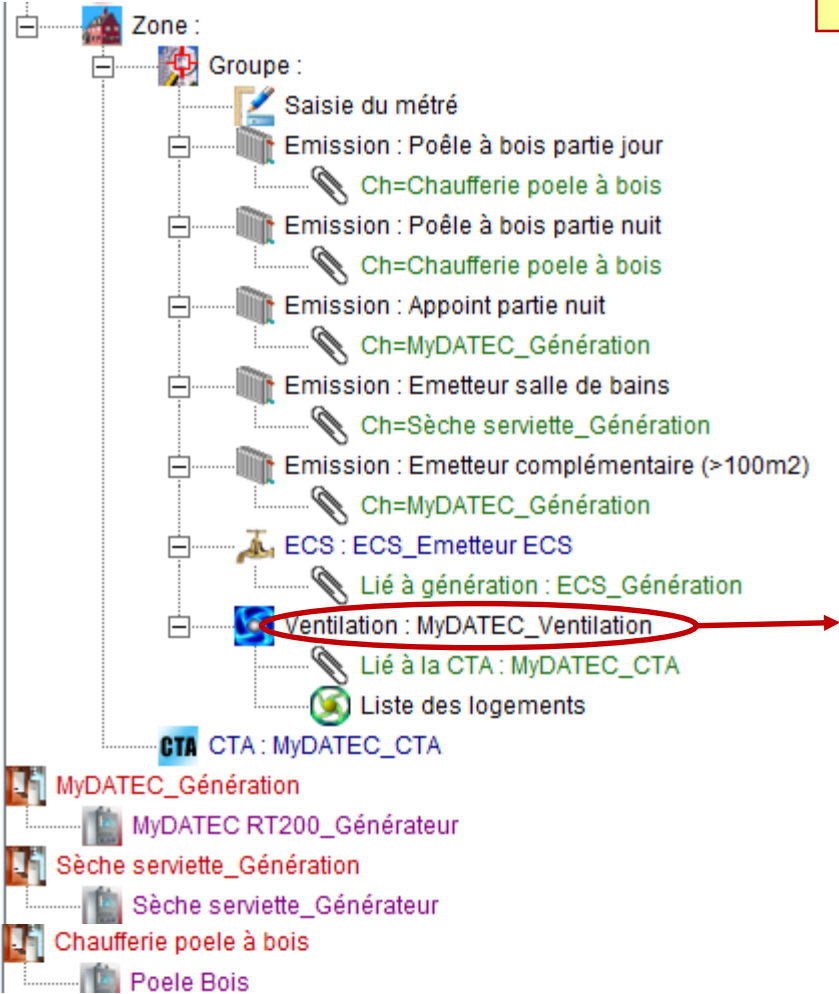 Zone :
Groupe :
Saisie du métré
Emission : Poêle à bois partie jour
Ch=Chaufferie poele à bois
Emission : Poêle à bois partie nuit
Ch=Chaufferie poele à bois
Emission : Appoint partie nuit
Ch=MyDATEC_Génération
Emission : Emetteur salle de bains
Ch=Sèche serviette_Génération
Emission : Emetteur complémentaire (>100m2)
Ch=MyDATEC_Génération
ECS : ECS_Emetteur ECS
Lié à génération : ECS_Génération
Ventilation : MyDATEC_Ventilation
Lié à la CTA : MyDATEC_CTA
Liste des logements
CTA CTA : MyDATEC_CTA
MyDATEC_Génération
MyDATEC RT200_Générateur
Sèche serviette_Génération
Sèche serviette_Générateur
Chaufferie poele à bois
Poele Bois